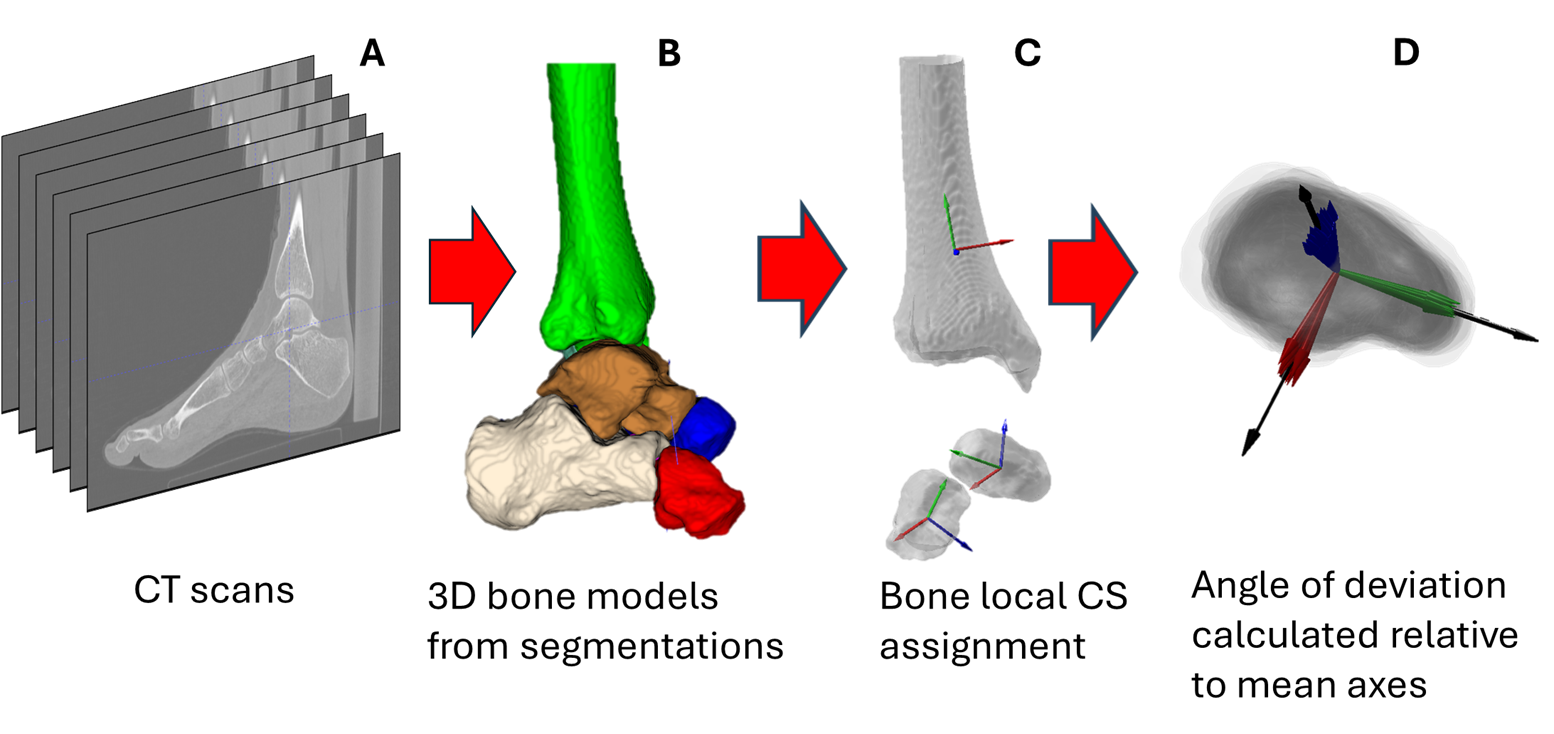 A
B
C
D
CT scans
3D bone models
from segmentations
Bone local CS
assignment
Angle of deviation
calculated relative
to mean axes